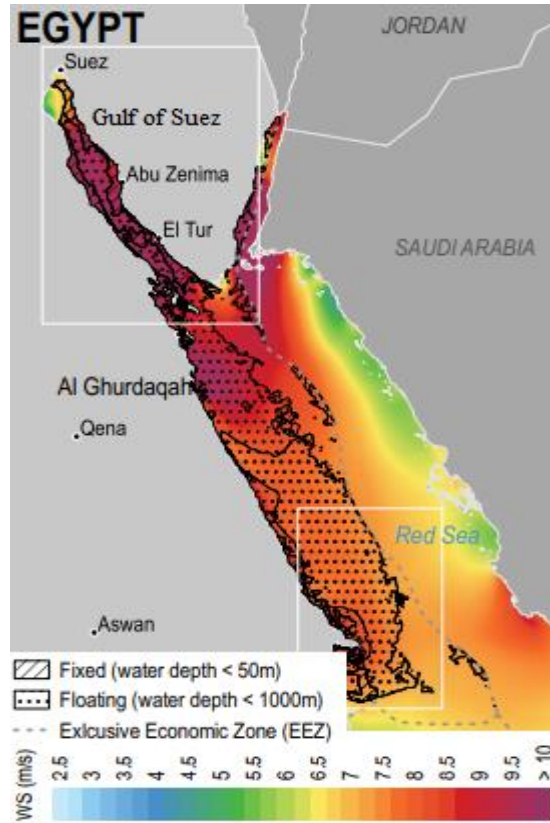 EGYPT
JORDAN
Suez
Gulf of Suez
Abu Zenima
El Tur
SAUDI ARABIA
Al Ghurdaqah
Qena
Red Sea
Aswan
Fixed (water depth < 50m)
Floating (water depth < 1000m)
Exlcusive Economic Zone (EEZ)
WS (m/s)
2.5 3 3.5 4 4.5 5 5.5 6 6.5 7 7.5 8 8.5 9 9.5 > 10